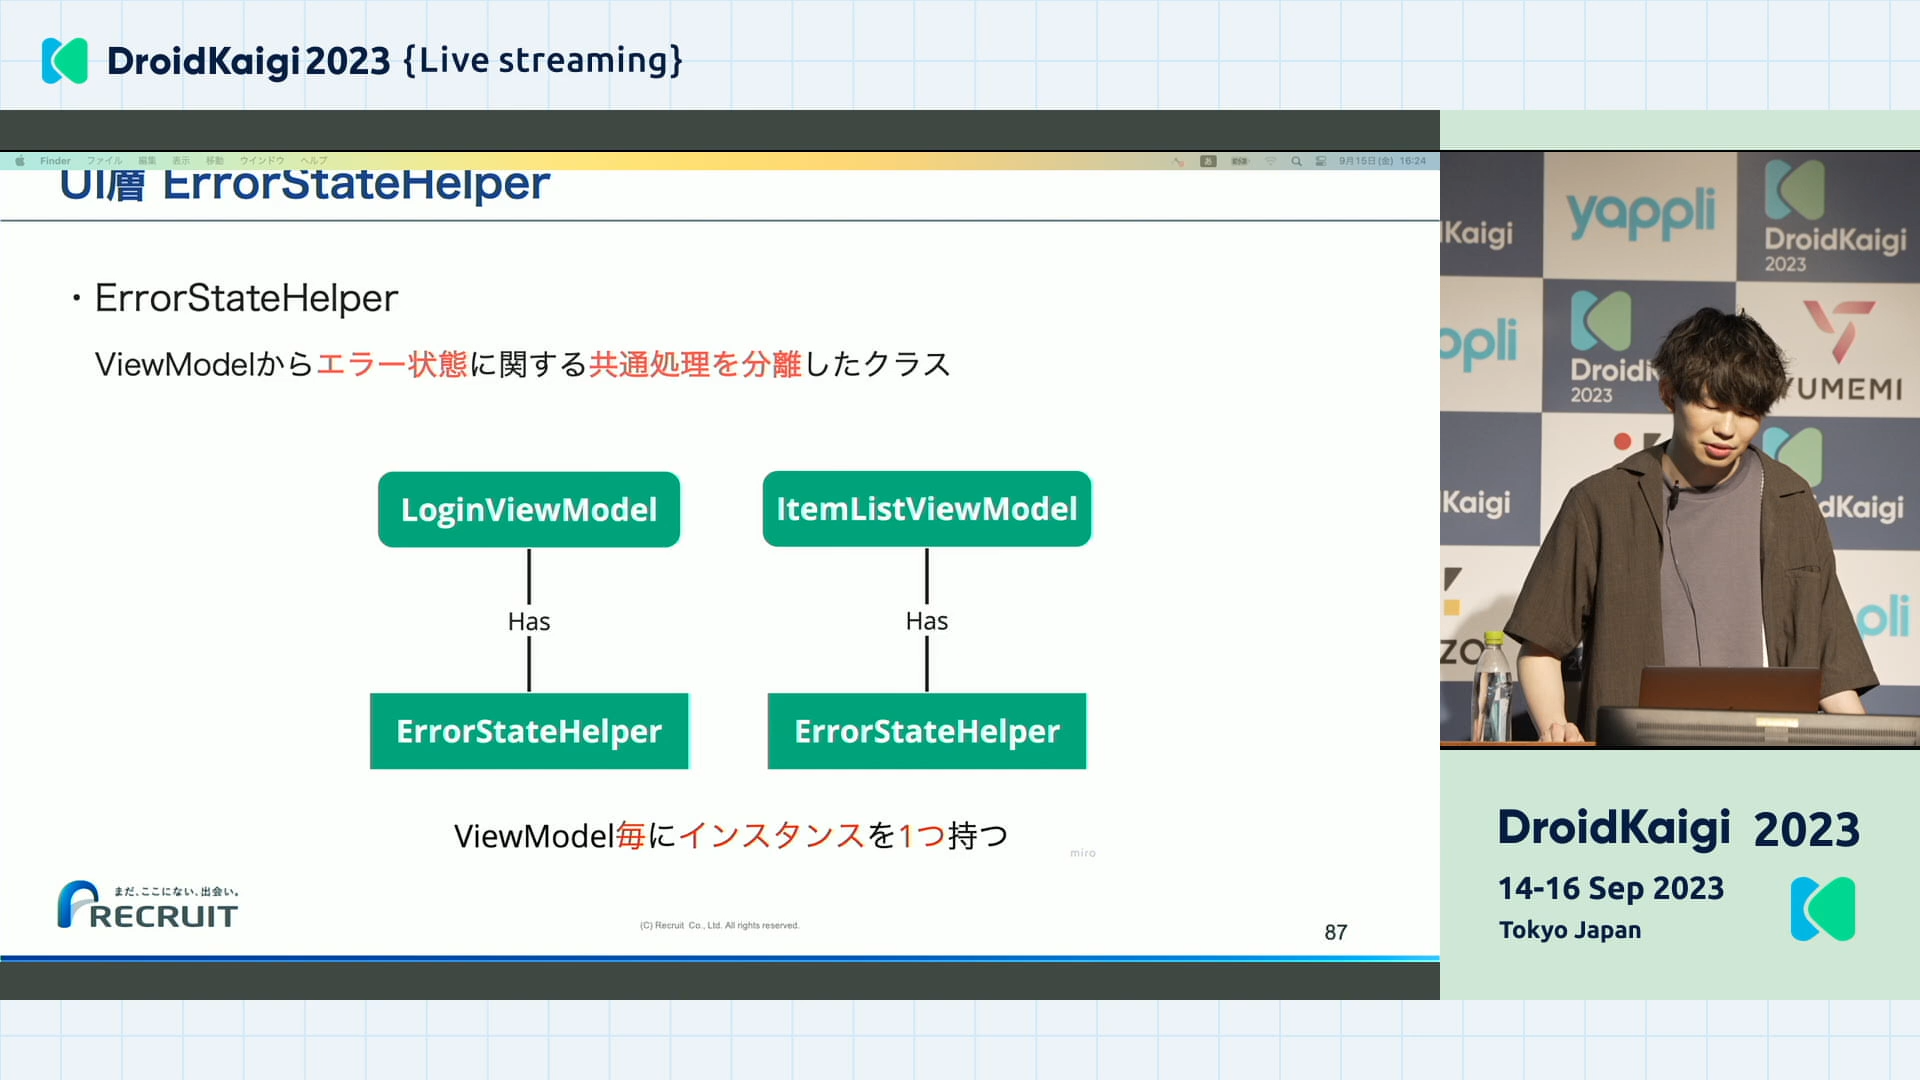 DroidKaigi 2023 {Live streaming}
Finder ファイル 編集 表示 移動 ウインドウ ヘルプ
あ 9月15日(金) 16:24
UI層 ErrorStateHelper
・ErrorStateHelper
ViewModelからエラー状態に関する共通処理を分離したクラス
LoginViewModel
ItemListViewModel
Has
Has
ErrorStateHelper
ErrorStateHelper
ViewModel毎にインスタンスを1つ持つ
miro
まだ、ここにない、出会い。
RECRUIT
(C) Recruit Co., Ltd. All rights reserved.
87
Kaigi
yappli
DroidKaigi
2023
ppli
DroidK
2023
YUMEMI
Kaigi
dKaigi
ZO
pli
DroidKaigi 2023
14-16 Sep 2023
Tokyo Japan